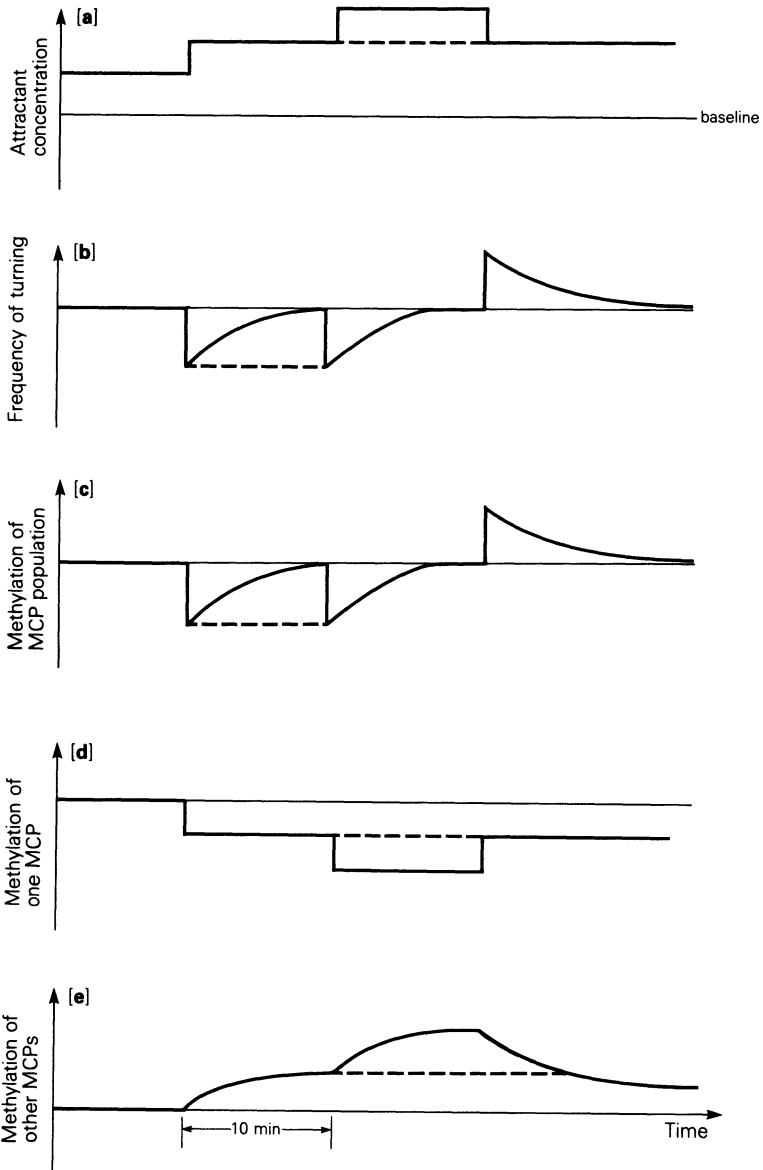 [a]
Attractant
concentration
baseline
[b]
Frequency of turning
[c]
Methylation of
MCP population
[d]
Methylation of
one MCP
[e]
Methylation of
other MCPs
10 min
Time